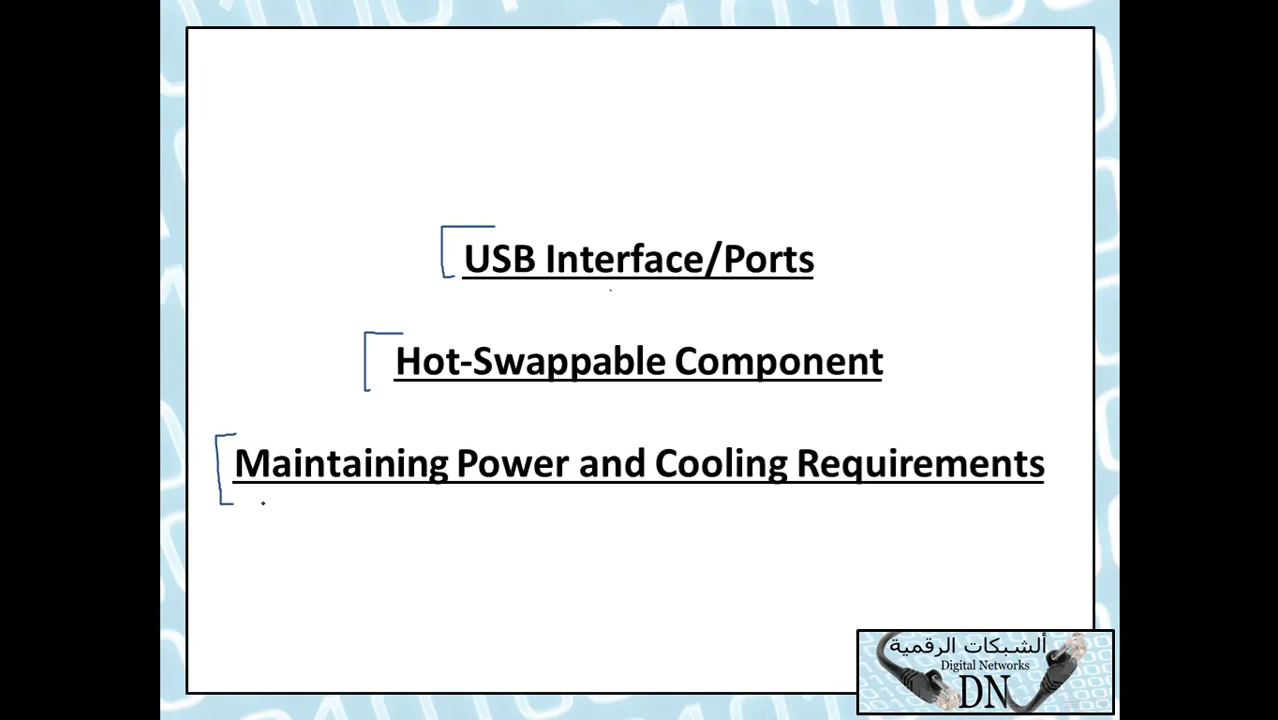 USB Interface/Ports
Hot-Swappable Component
Maintaining Power and Cooling Requirements
ألشبكات الرقمية
Digital Networks
DN